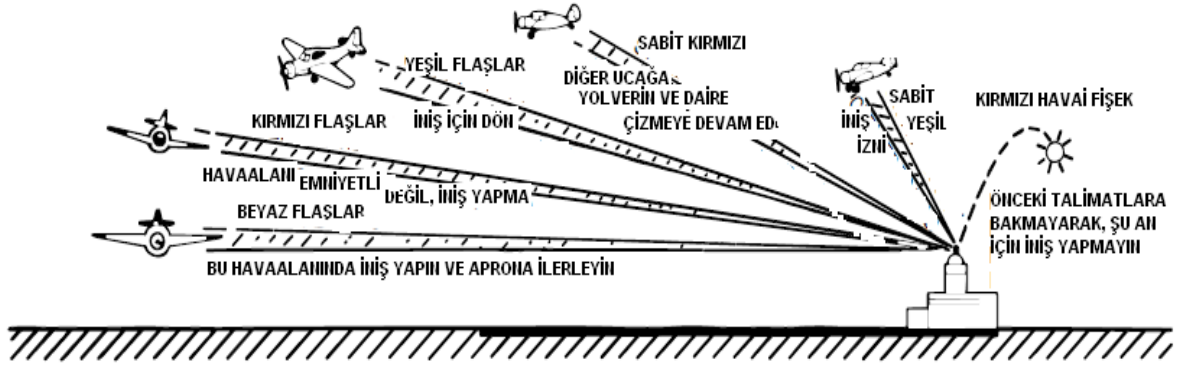 SABİT KIRMIZI
DİĞER UCAĞA
YOLVERİN VE DAİRE
ÇİZMEYE DEVAM ED
YEŞİL FLAŞLAR
İNİŞ İÇİN DÖN
SABİT
YEŞİL
İNİŞ
İZNİ
KIRMIZI HAVAİ FİŞEK
ÖNCEKİ TALİMATLARA
BAKMAYARAK, ŞU AN
İÇİN İNİŞ YAPMAYIN
KIRMIZI FLAŞLAR
HAVAALANI EMNİYETLİ DEĞİL, İNİŞ YAPMA
BEYAZ FLAŞLAR
BU HAVAALANINDA İNİŞ YAPIN VE APRONA İLERLEYİN